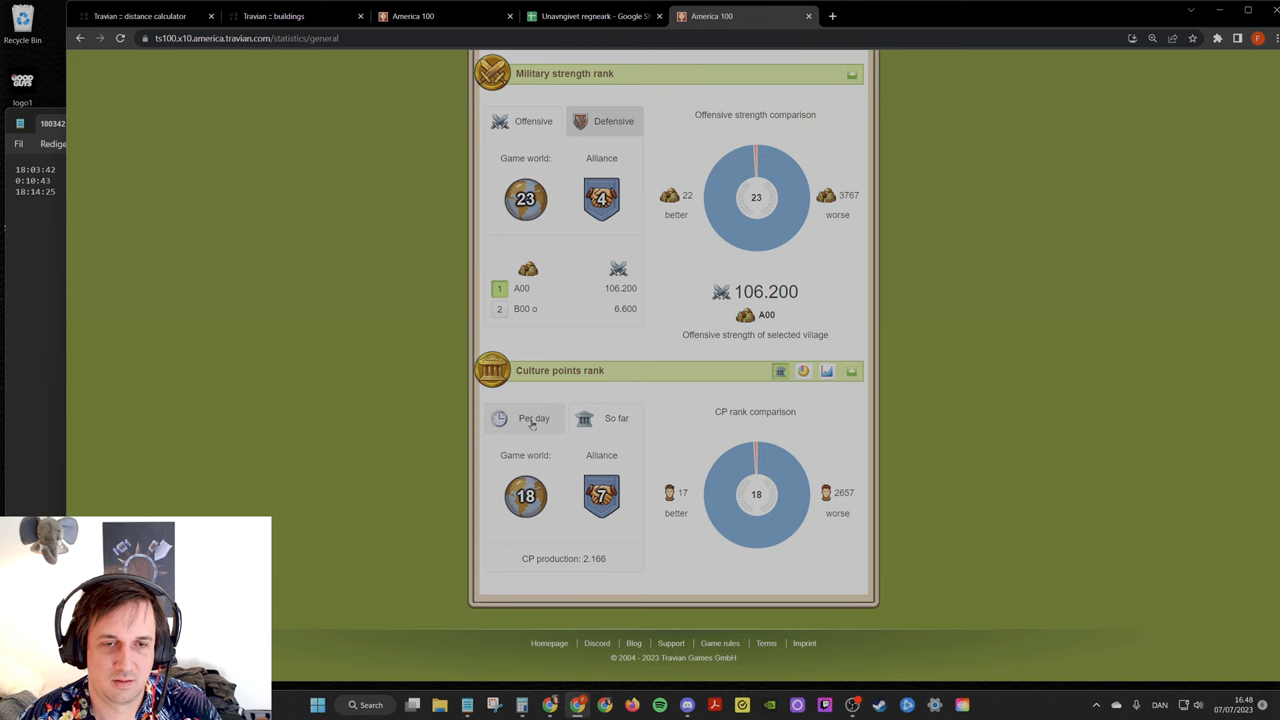 Recycle Bin
GOOD GUYS
logo1
Travian :: distance calculator
Travian :: buildings
America 100
Unavngivet regneark - Google S
America 100
ts100.x10.america.travian.com/statistics/general
F
180342
Fil Redige
18:03:42
0:10:43
18:14:25
Military strength rank
Offensive Defensive
Game world: Alliance
23 4
1 A00 106.200
2 B00 o 6.600
Offensive strength comparison
22 better
23
3767 worse
106.200
A00
Offensive strength of selected village
Culture points rank
Per day So far
Game world: Alliance
18 7
CP production: 2.166
CP rank comparison
17 better
18
2657 worse
Homepage Discord Blog Support Game rules Terms Imprint
© 2004 - 2023 Travian Games GmbH
Search
DAN
16.48
07/07/2023